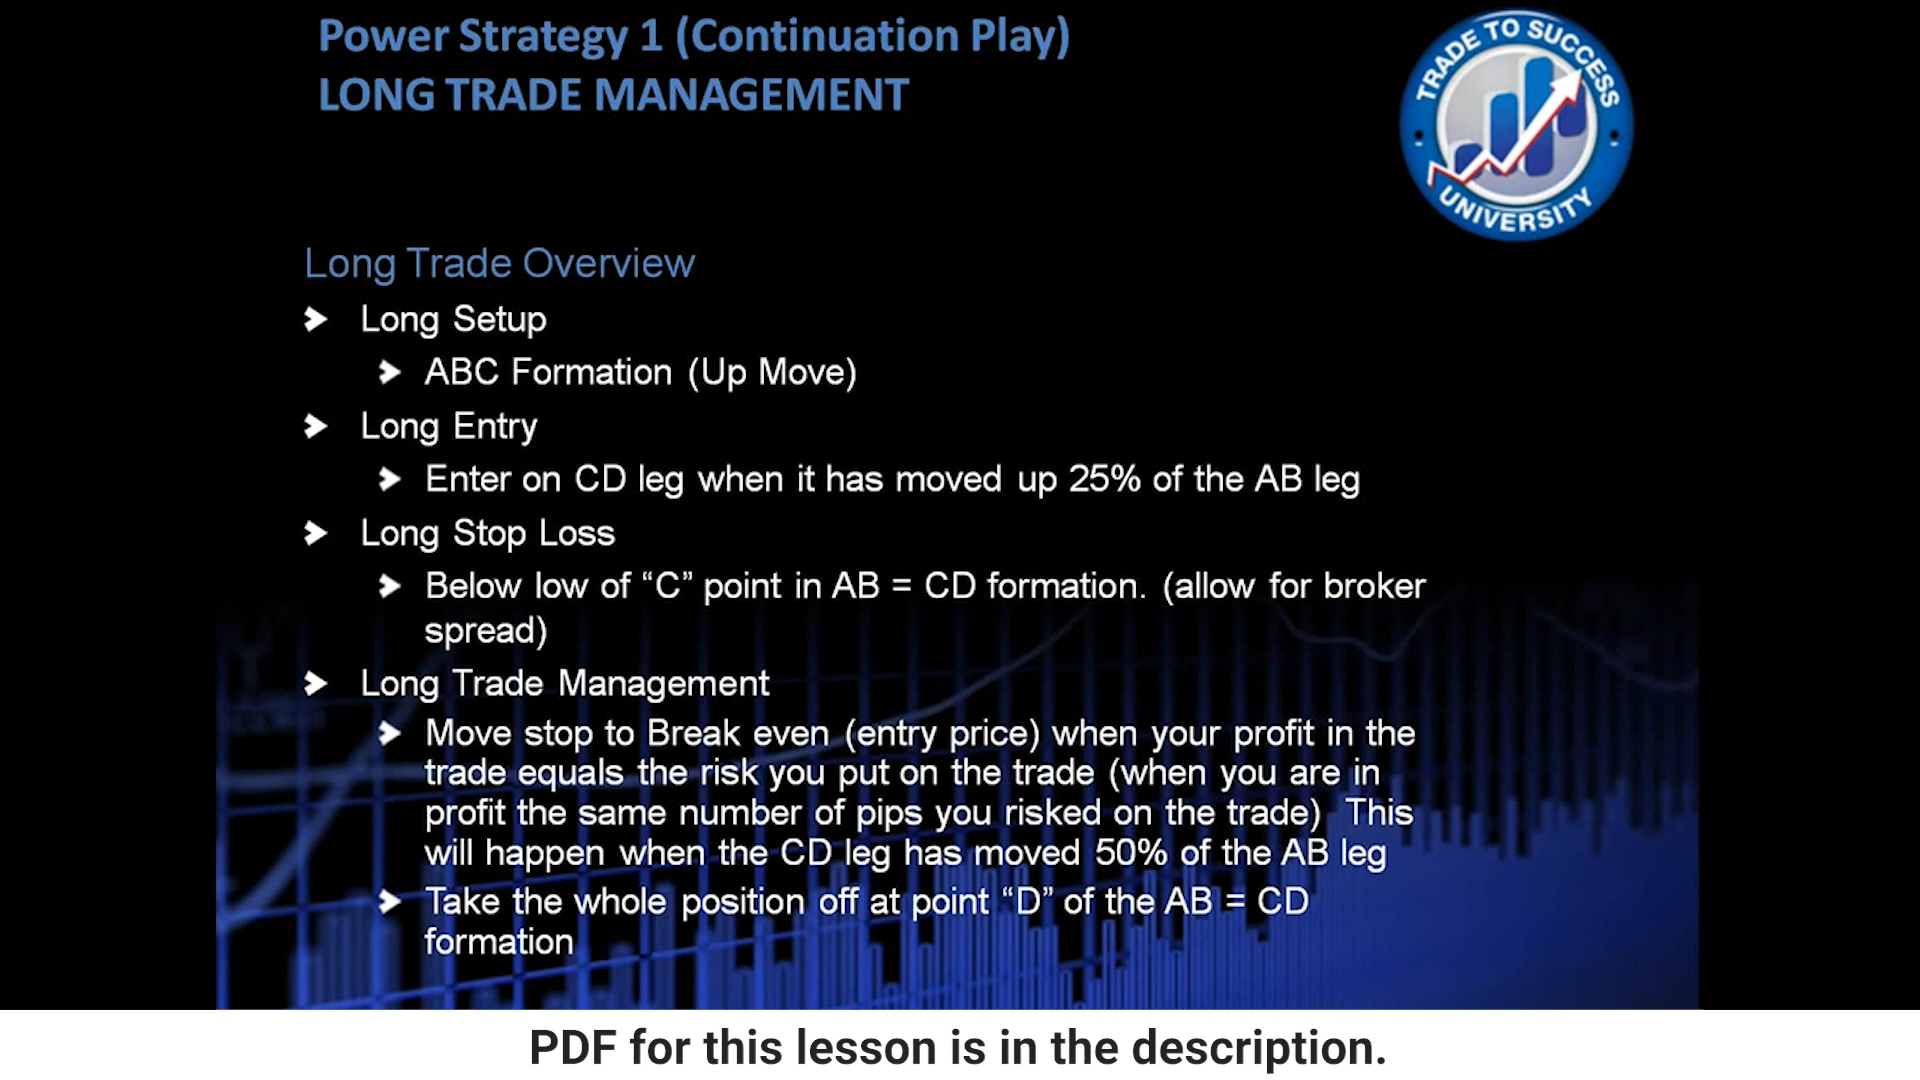 Power Strategy 1 (Continuation Play)
LONG TRADE MANAGEMENT
TRADE TO SUCCESS
UNIVERSITY
Long Trade Overview
Long Setup
ABC Formation (Up Move)
Long Entry
Enter on CD leg when it has moved up 25% of the AB leg
Long Stop Loss
Below low of “C” point in AB = CD formation. (allow for broker
spread)
Long Trade Management
Move stop to Break even (entry price) when your profit in the
trade equals the risk you put on the trade (when you are in
profit the same number of pips you risked on the trade) This
will happen when the CD leg has moved 50% of the AB leg
Take the whole position off at point “D” of the AB = CD
formation
PDF for this lesson is in the description.